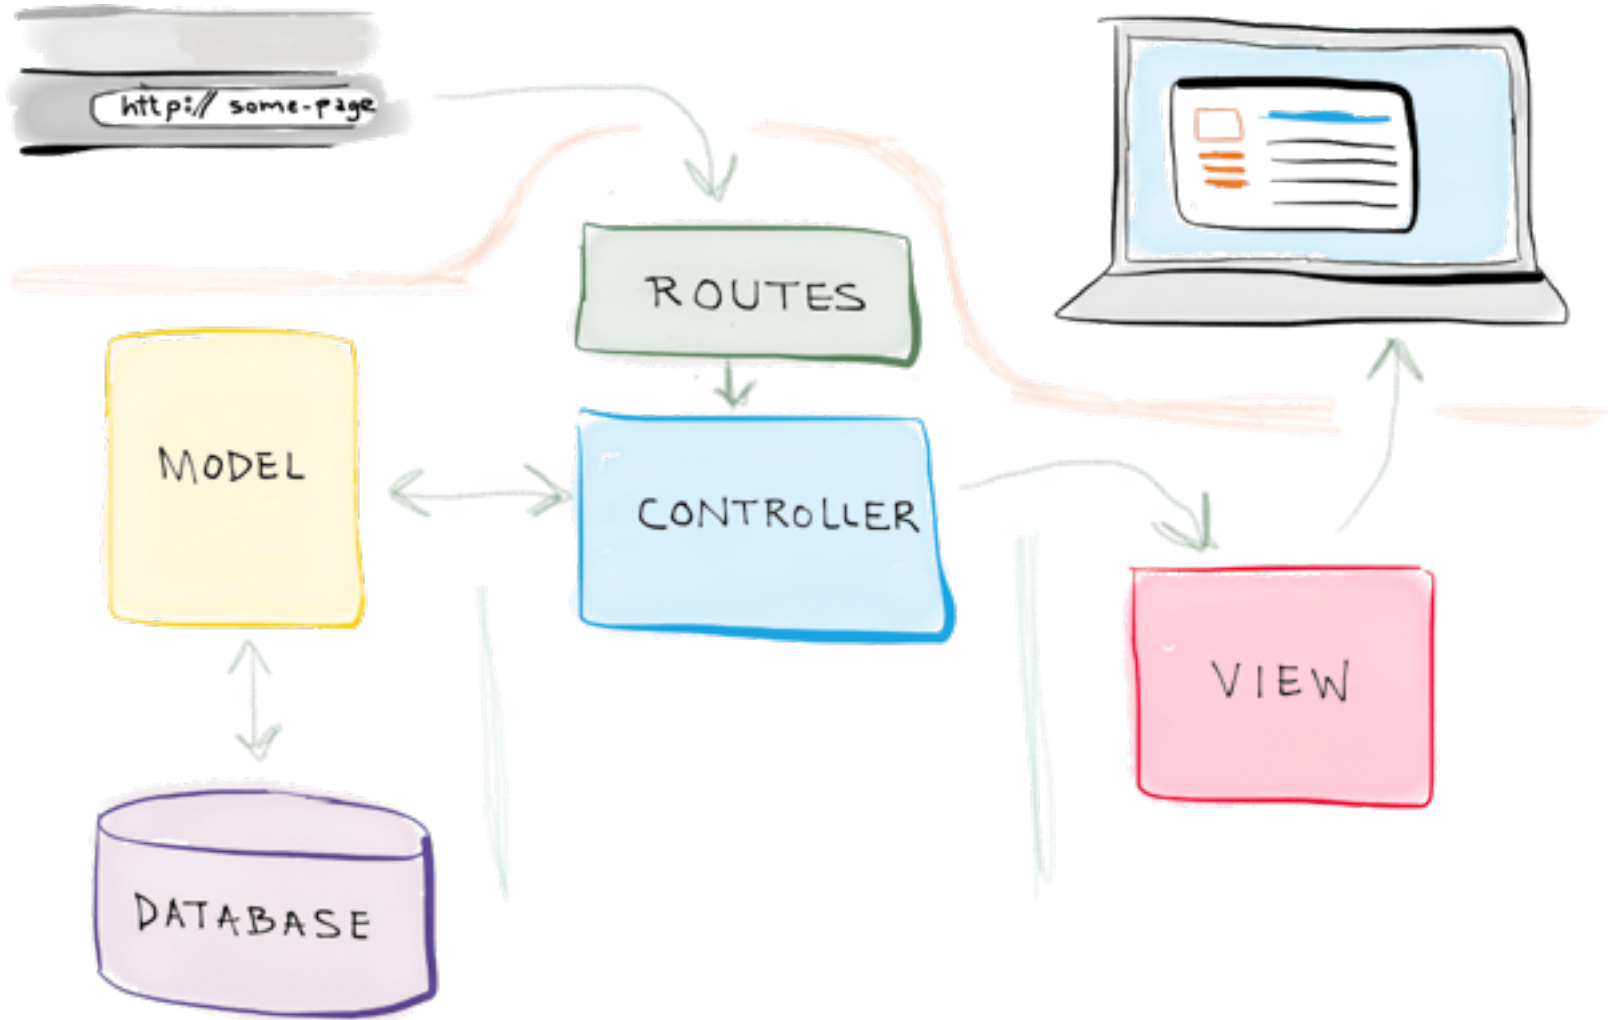 http:// some-page
ROUTES
MODEL
CONTROLLER
VIEW
DATABASE